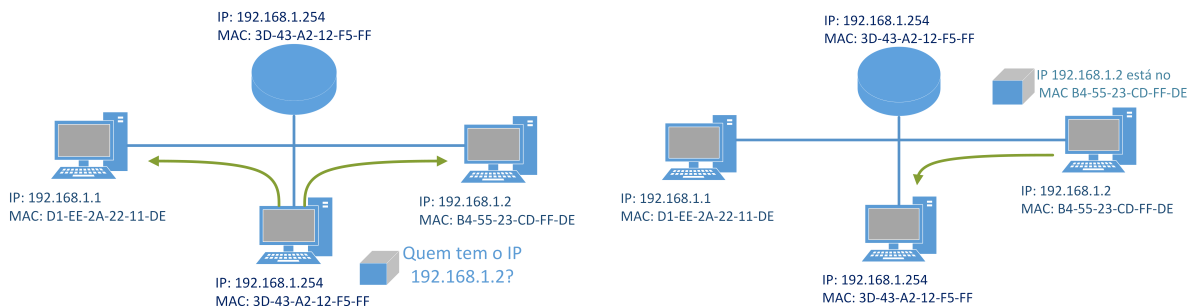 IP: 192.168.1.254
MAC: 3D-43-A2-12-F5-FF
IP: 192.168.1.1
MAC: D1-EE-2A-22-11-DE
IP: 192.168.1.2
MAC: B4-55-23-CD-FF-DE
Quem tem o IP
192.168.1.2?
IP: 192.168.1.254
MAC: 3D-43-A2-12-F5-FF
IP: 192.168.1.254
MAC: 3D-43-A2-12-F5-FF
IP 192.168.1.2 está no
MAC B4-55-23-CD-FF-DE
IP: 192.168.1.1
MAC: D1-EE-2A-22-11-DE
IP: 192.168.1.2
MAC: B4-55-23-CD-FF-DE
IP: 192.168.1.254
MAC: 3D-43-A2-12-F5-FF